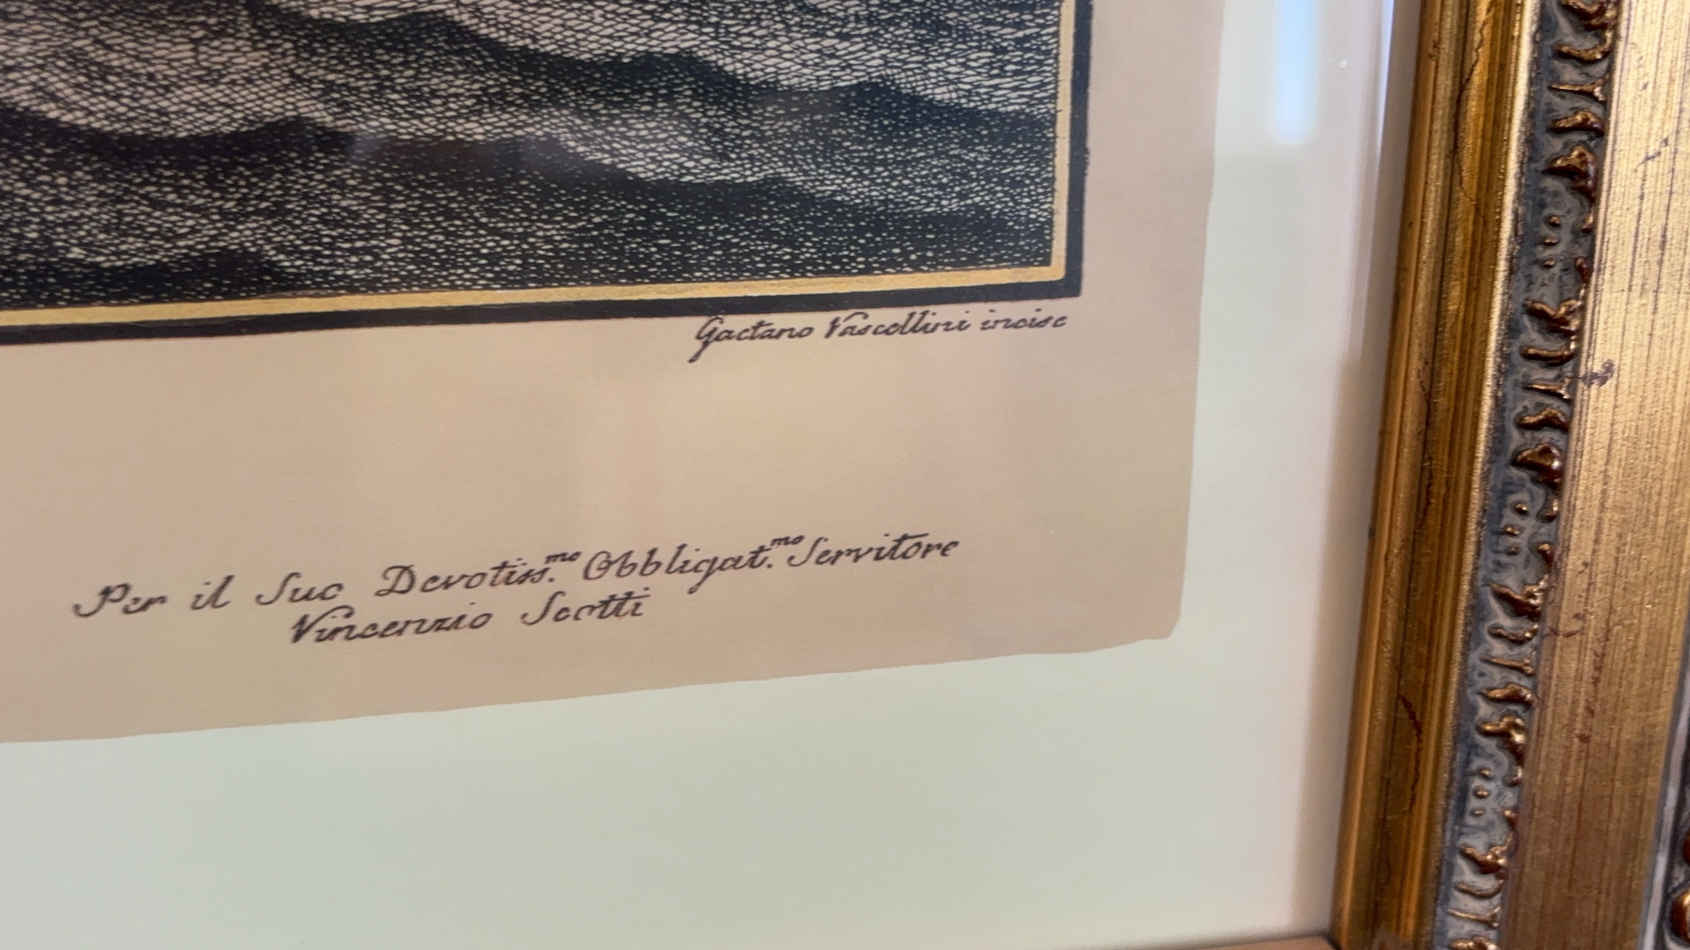 Gaetano Vascellini incise
Per il Suo Devotiss.mo Obbligat.mo Servitore
Vincenzio Scotti